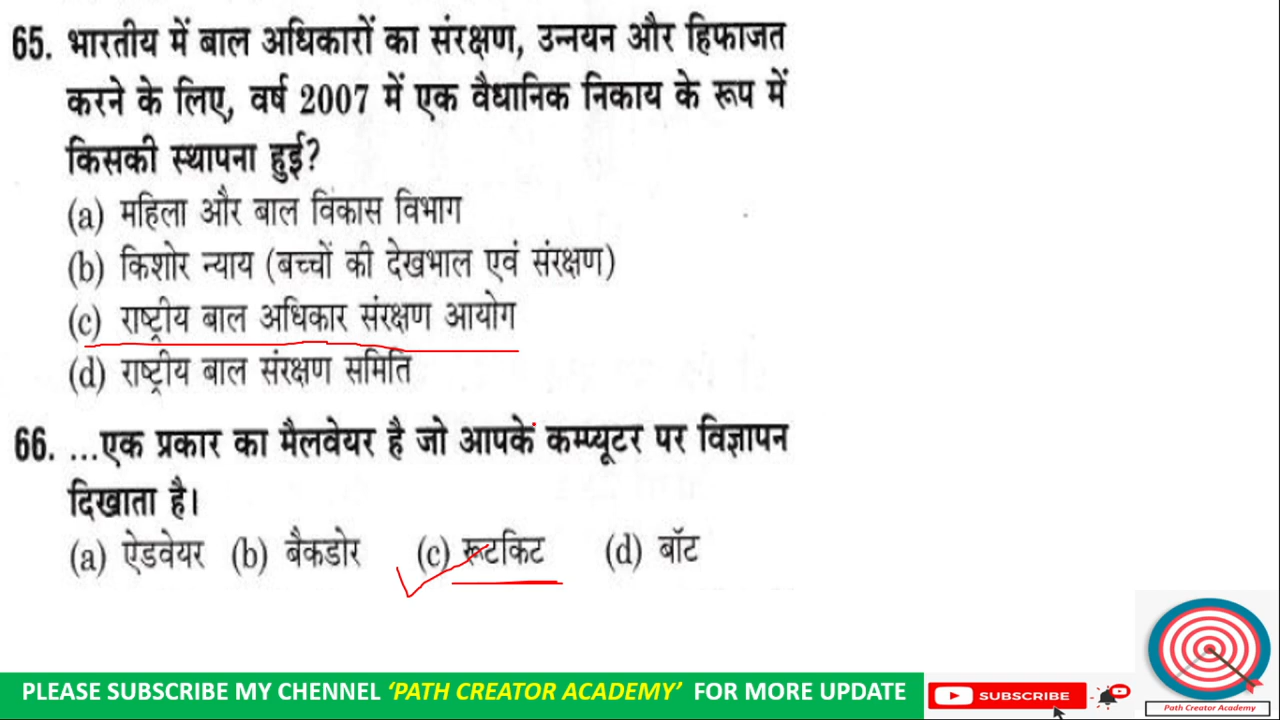 65. भारतीय में बाल अधिकारों का संरक्षण, उन्नयन और हिफाजत
करने के लिए, वर्ष 2007 में एक वैधानिक निकाय के रूप में
किसकी स्थापना हुई?
(a) महिला और बाल विकास विभाग
(b) किशोर न्याय (बच्चों की देखभाल एवं संरक्षण)
(c) राष्ट्रीय बाल अधिकार संरक्षण आयोग
(d) राष्ट्रीय बाल संरक्षण समिति
66. ...एक प्रकार का मैलवेयर है जो आपके कम्प्यूटर पर विज्ञापन
दिखाता है।
(a) ऐडवेयर (b) बैकडोर (c) रूटकिट (d) बॉट
PLEASE SUBSCRIBE MY CHENNEL ‘PATH CREATOR ACADEMY’ FOR MORE UPDATE
SUBSCRIBE
Path Creator Academy